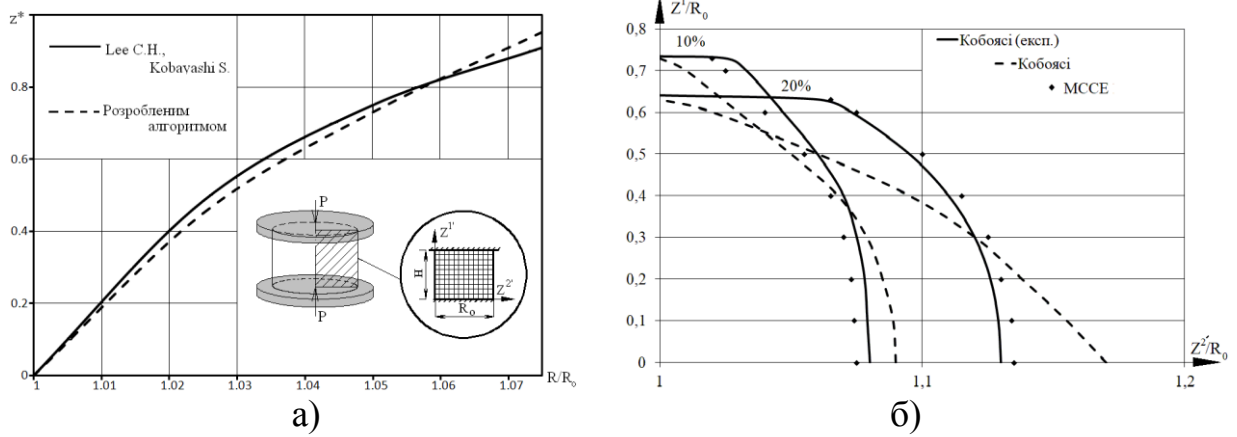 z*
1
0.8
0.6
0.4
0.2
0
1
1.01
1.02
1.03
1.04
1.05
1.06
1.07
R/R₀
Lee C.H.,
Kobayashi S.
Розробленим
алгоритмом
P
P
Z¹'
H
Z²'
R₀
а)
Z¹/R₀
0,8
0,7
0,6
0,5
0,4
0,3
0,2
0,1
0
1
1,1
1,2
10%
20%
Кобоясі (експ.)
Кобоясі
МССЕ
Z²'/R₀
б)